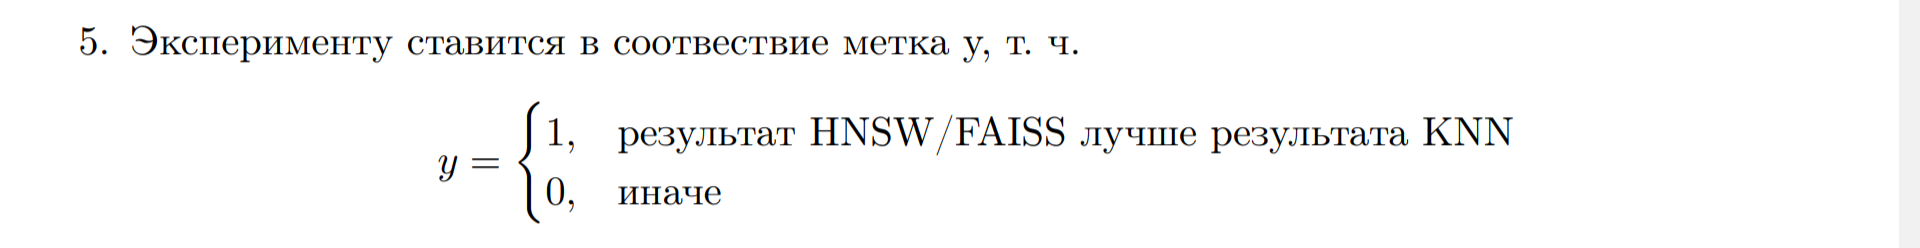 5. Эксперименту ставится в соотвествие метка y, т. ч.
y = { 1, результат HNSW/FAISS лучше результата KNN
0, иначе